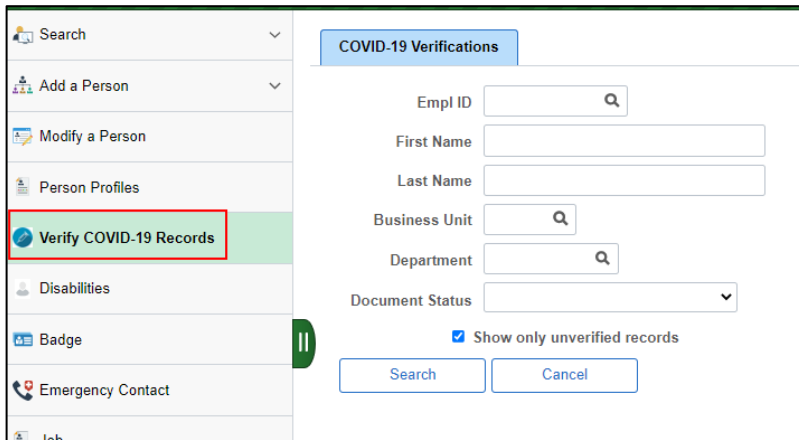 Search
Add a Person
Modify a Person
Person Profiles
Verify COVID-19 Records
Disabilities
Badge
Emergency Contact
Job
COVID-19 Verifications
Empl ID
First Name
Last Name
Business Unit
Department
Document Status
Show only unverified records
Search Cancel